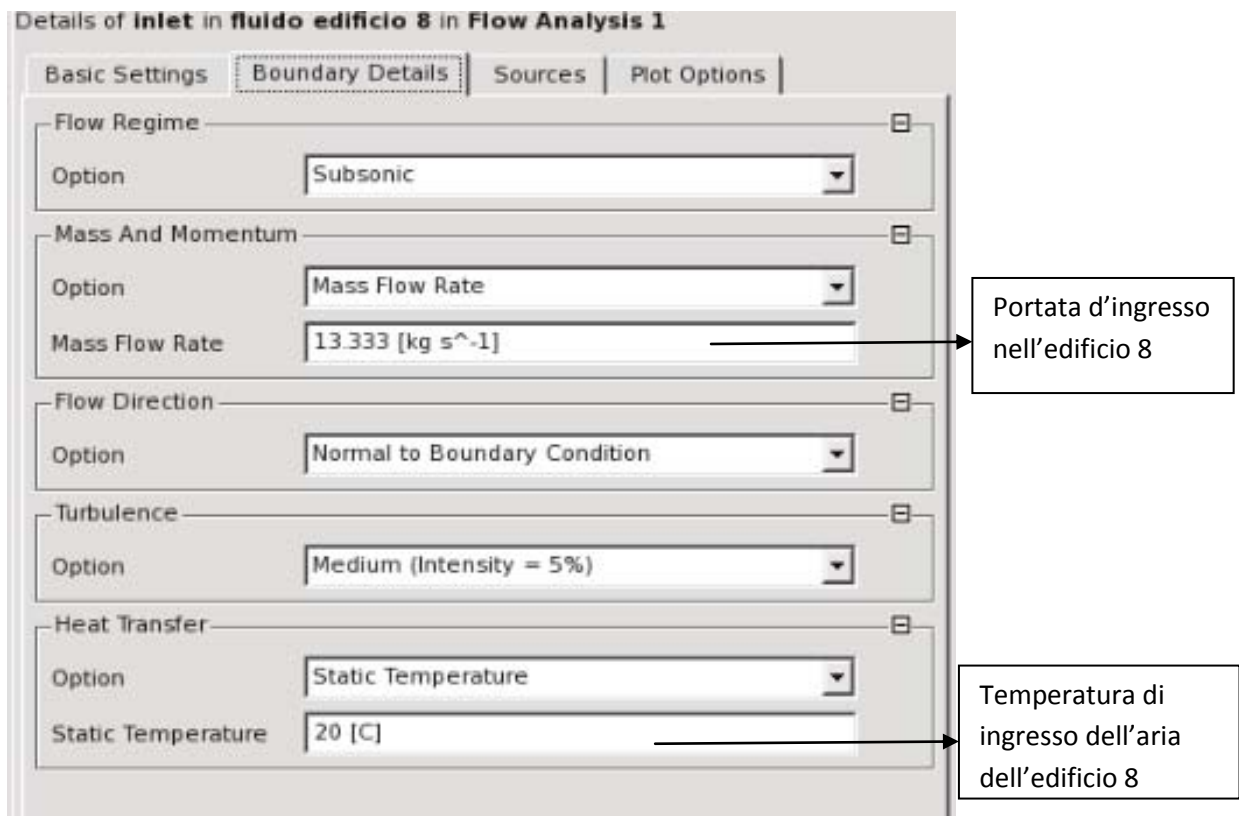 Details of inlet in fluido edificio 8 in Flow Analysis 1
Basic Settings
Boundary Details
Sources
Plot Options
Flow Regime
Option
Subsonic
Mass And Momentum
Option
Mass Flow Rate
Mass Flow Rate
13.333 [kg s^-1]
Portata d’ingresso
nell’edificio 8
Flow Direction
Option
Normal to Boundary Condition
Turbulence
Option
Medium (Intensity = 5%)
Heat Transfer
Option
Static Temperature
Static Temperature
20 [C]
Temperatura di
ingresso dell’aria
dell’edificio 8